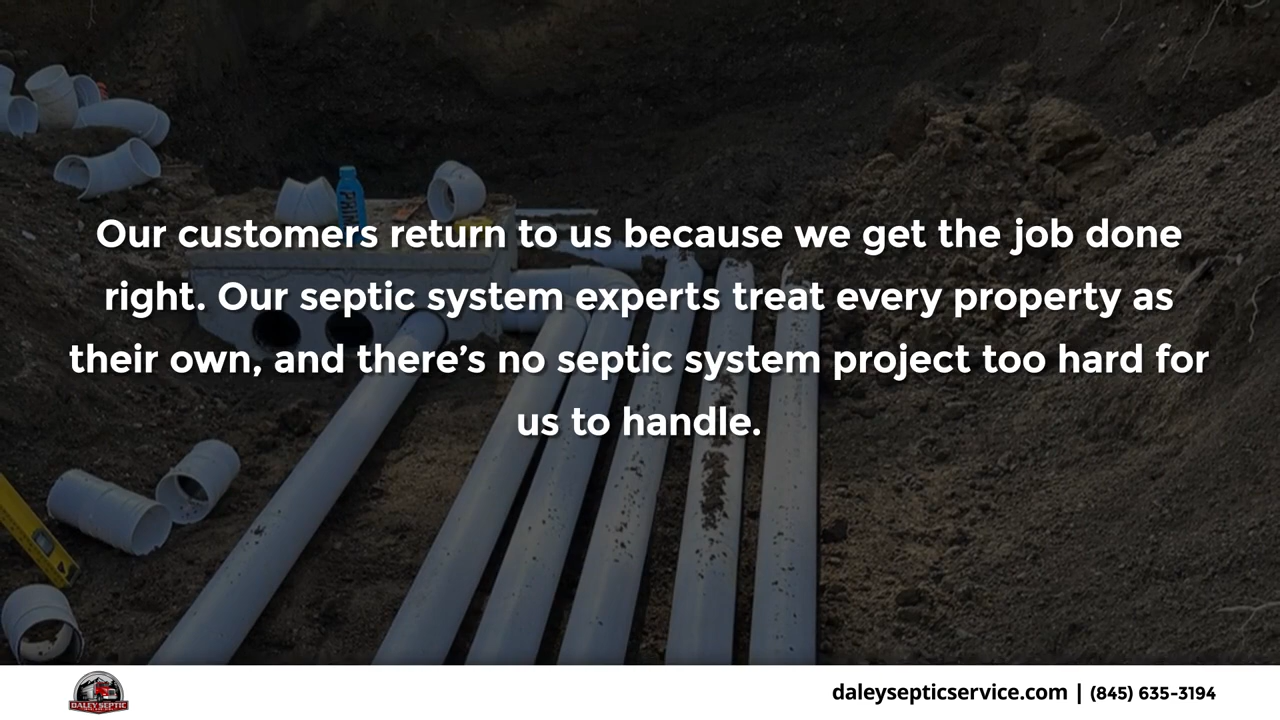 Our customers return to us because we get the job done
right. Our septic system experts treat every property as
their own, and there’s no septic system project too hard for
us to handle.
DALEY SEPTIC
daleysepticservice.com | (845) 635-3194